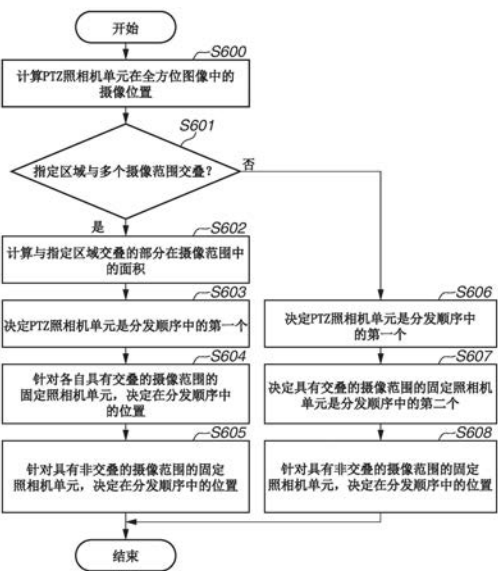 开始
S600
计算PTZ照相机单元在全方位图像中的
摄像位置
S601
指定区域与多个摄像范围交叠？
否
是
S602
计算与指定区域交叠的部分在摄像范围中
的面积
S603
决定PTZ照相机单元是分发顺序中的第一个
S604
针对各自具有交叠的摄像范围的
固定照相机单元，决定在分发顺序中
的位置
S605
针对具有非交叠的摄像范围的固定
照相机单元，决定在分发顺序中的位置
S606
决定PTZ照相机单元是分发顺序中
的第一个
S607
决定具有交叠的摄像范围的固定照相机
单元是分发顺序中的第二个
S608
针对具有非交叠的摄像范围的固定
照相机单元，决定在分发顺序中的位置
结束